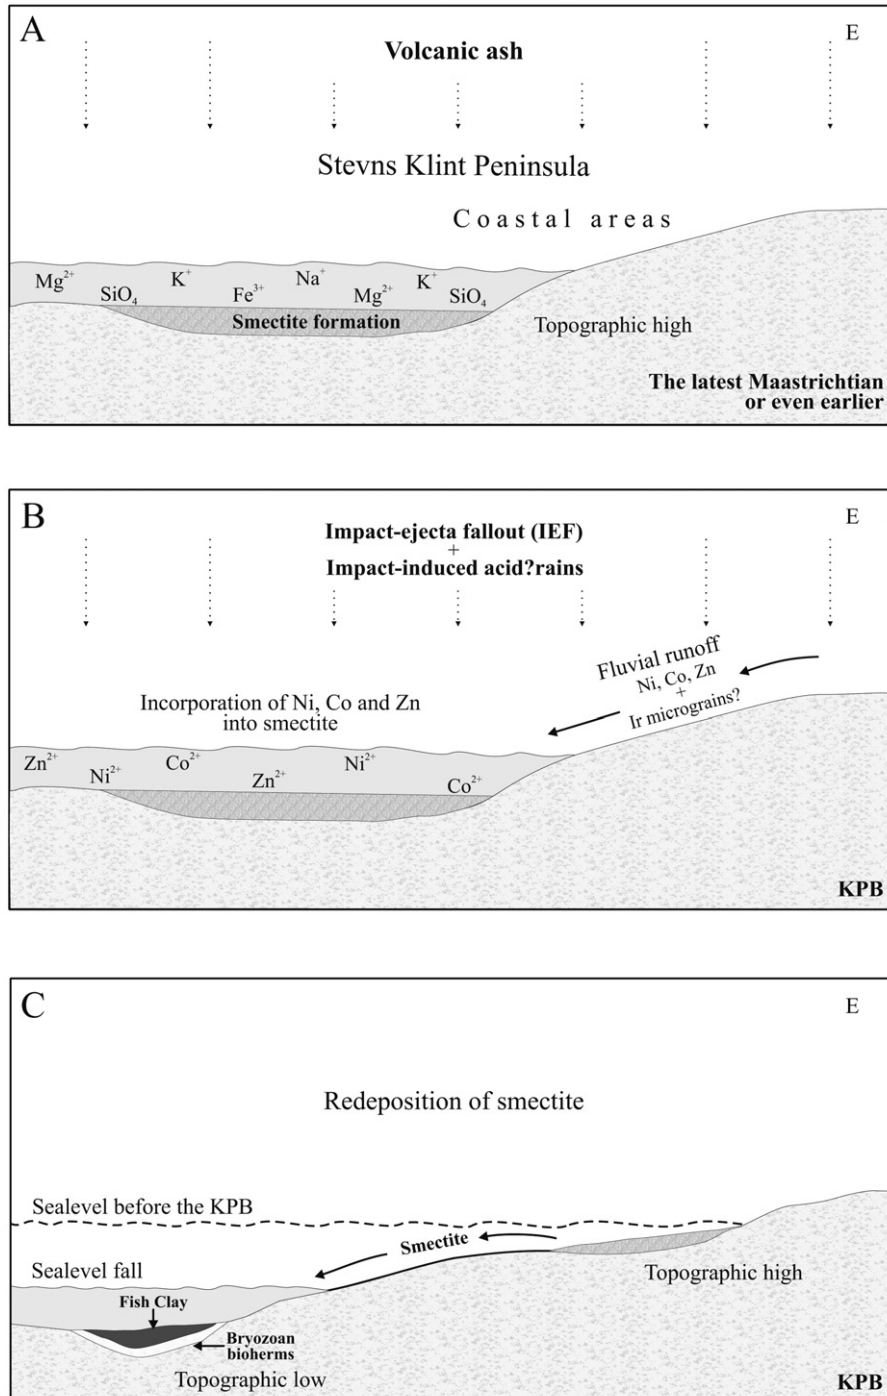 A
E
Volcanic ash
Stevns Klint Peninsula
Coastal areas
Mg²⁺
SiO₄
K⁺
Fe³⁺
Na⁺
Mg²⁺
K⁺
SiO₄
Smectite formation
Topographic high
The latest Maastrichtian
or even earlier
B
E
Impact-ejecta fallout (IEF)
+
Impact-induced acid?rains
Fluvial runoff
Ni, Co, Zn
+
Ir micrograins?
Incorporation of Ni, Co and Zn
into smectite
Zn²⁺
Ni²⁺
Co²⁺
Zn²⁺
Ni²⁺
Co²⁺
KPB
C
E
Redeposition of smectite
Sealevel before the KPB
Smectite
Sealevel fall
Topographic high
Fish Clay
Bryozoan
bioherms
Topographic low
KPB